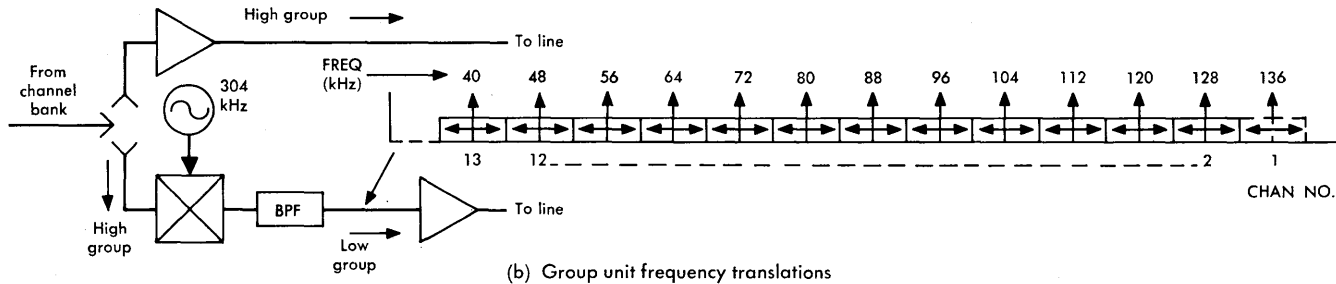 High group
To line
From
channel
bank
304
kHz
FREQ
(kHz)
40 48 56 64 72 80 88 96 104 112 120 128 136
13 12 2 1
CHAN NO.
High
group
BPF
Low
group
To line
(b) Group unit frequency translations